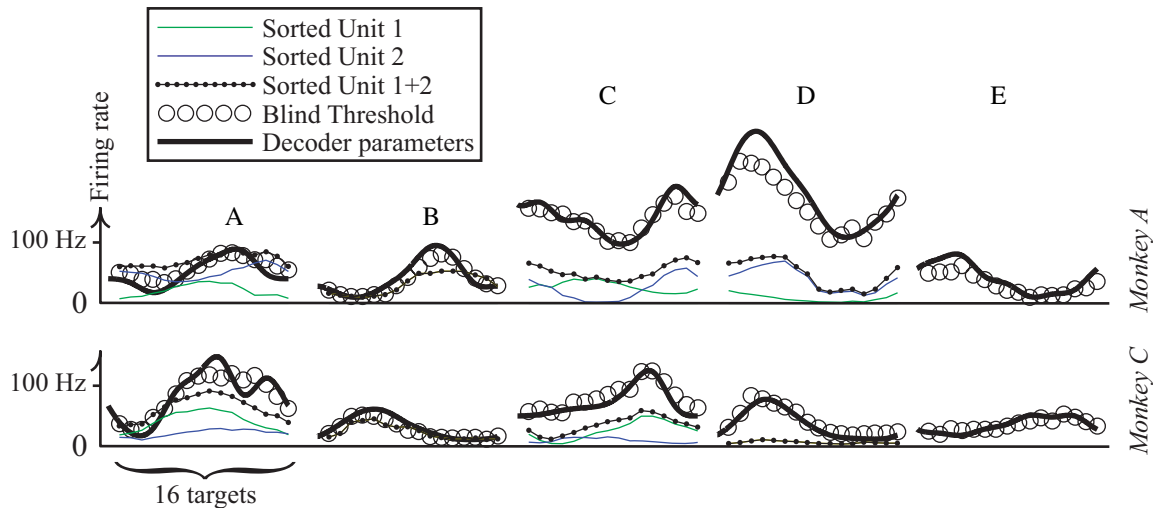 Sorted Unit 1
Sorted Unit 2
Sorted Unit 1+2
Blind Threshold
Decoder parameters
Firing rate
A
B
C
D
E
100 Hz
0
Monkey A
100 Hz
0
Monkey C
16 targets